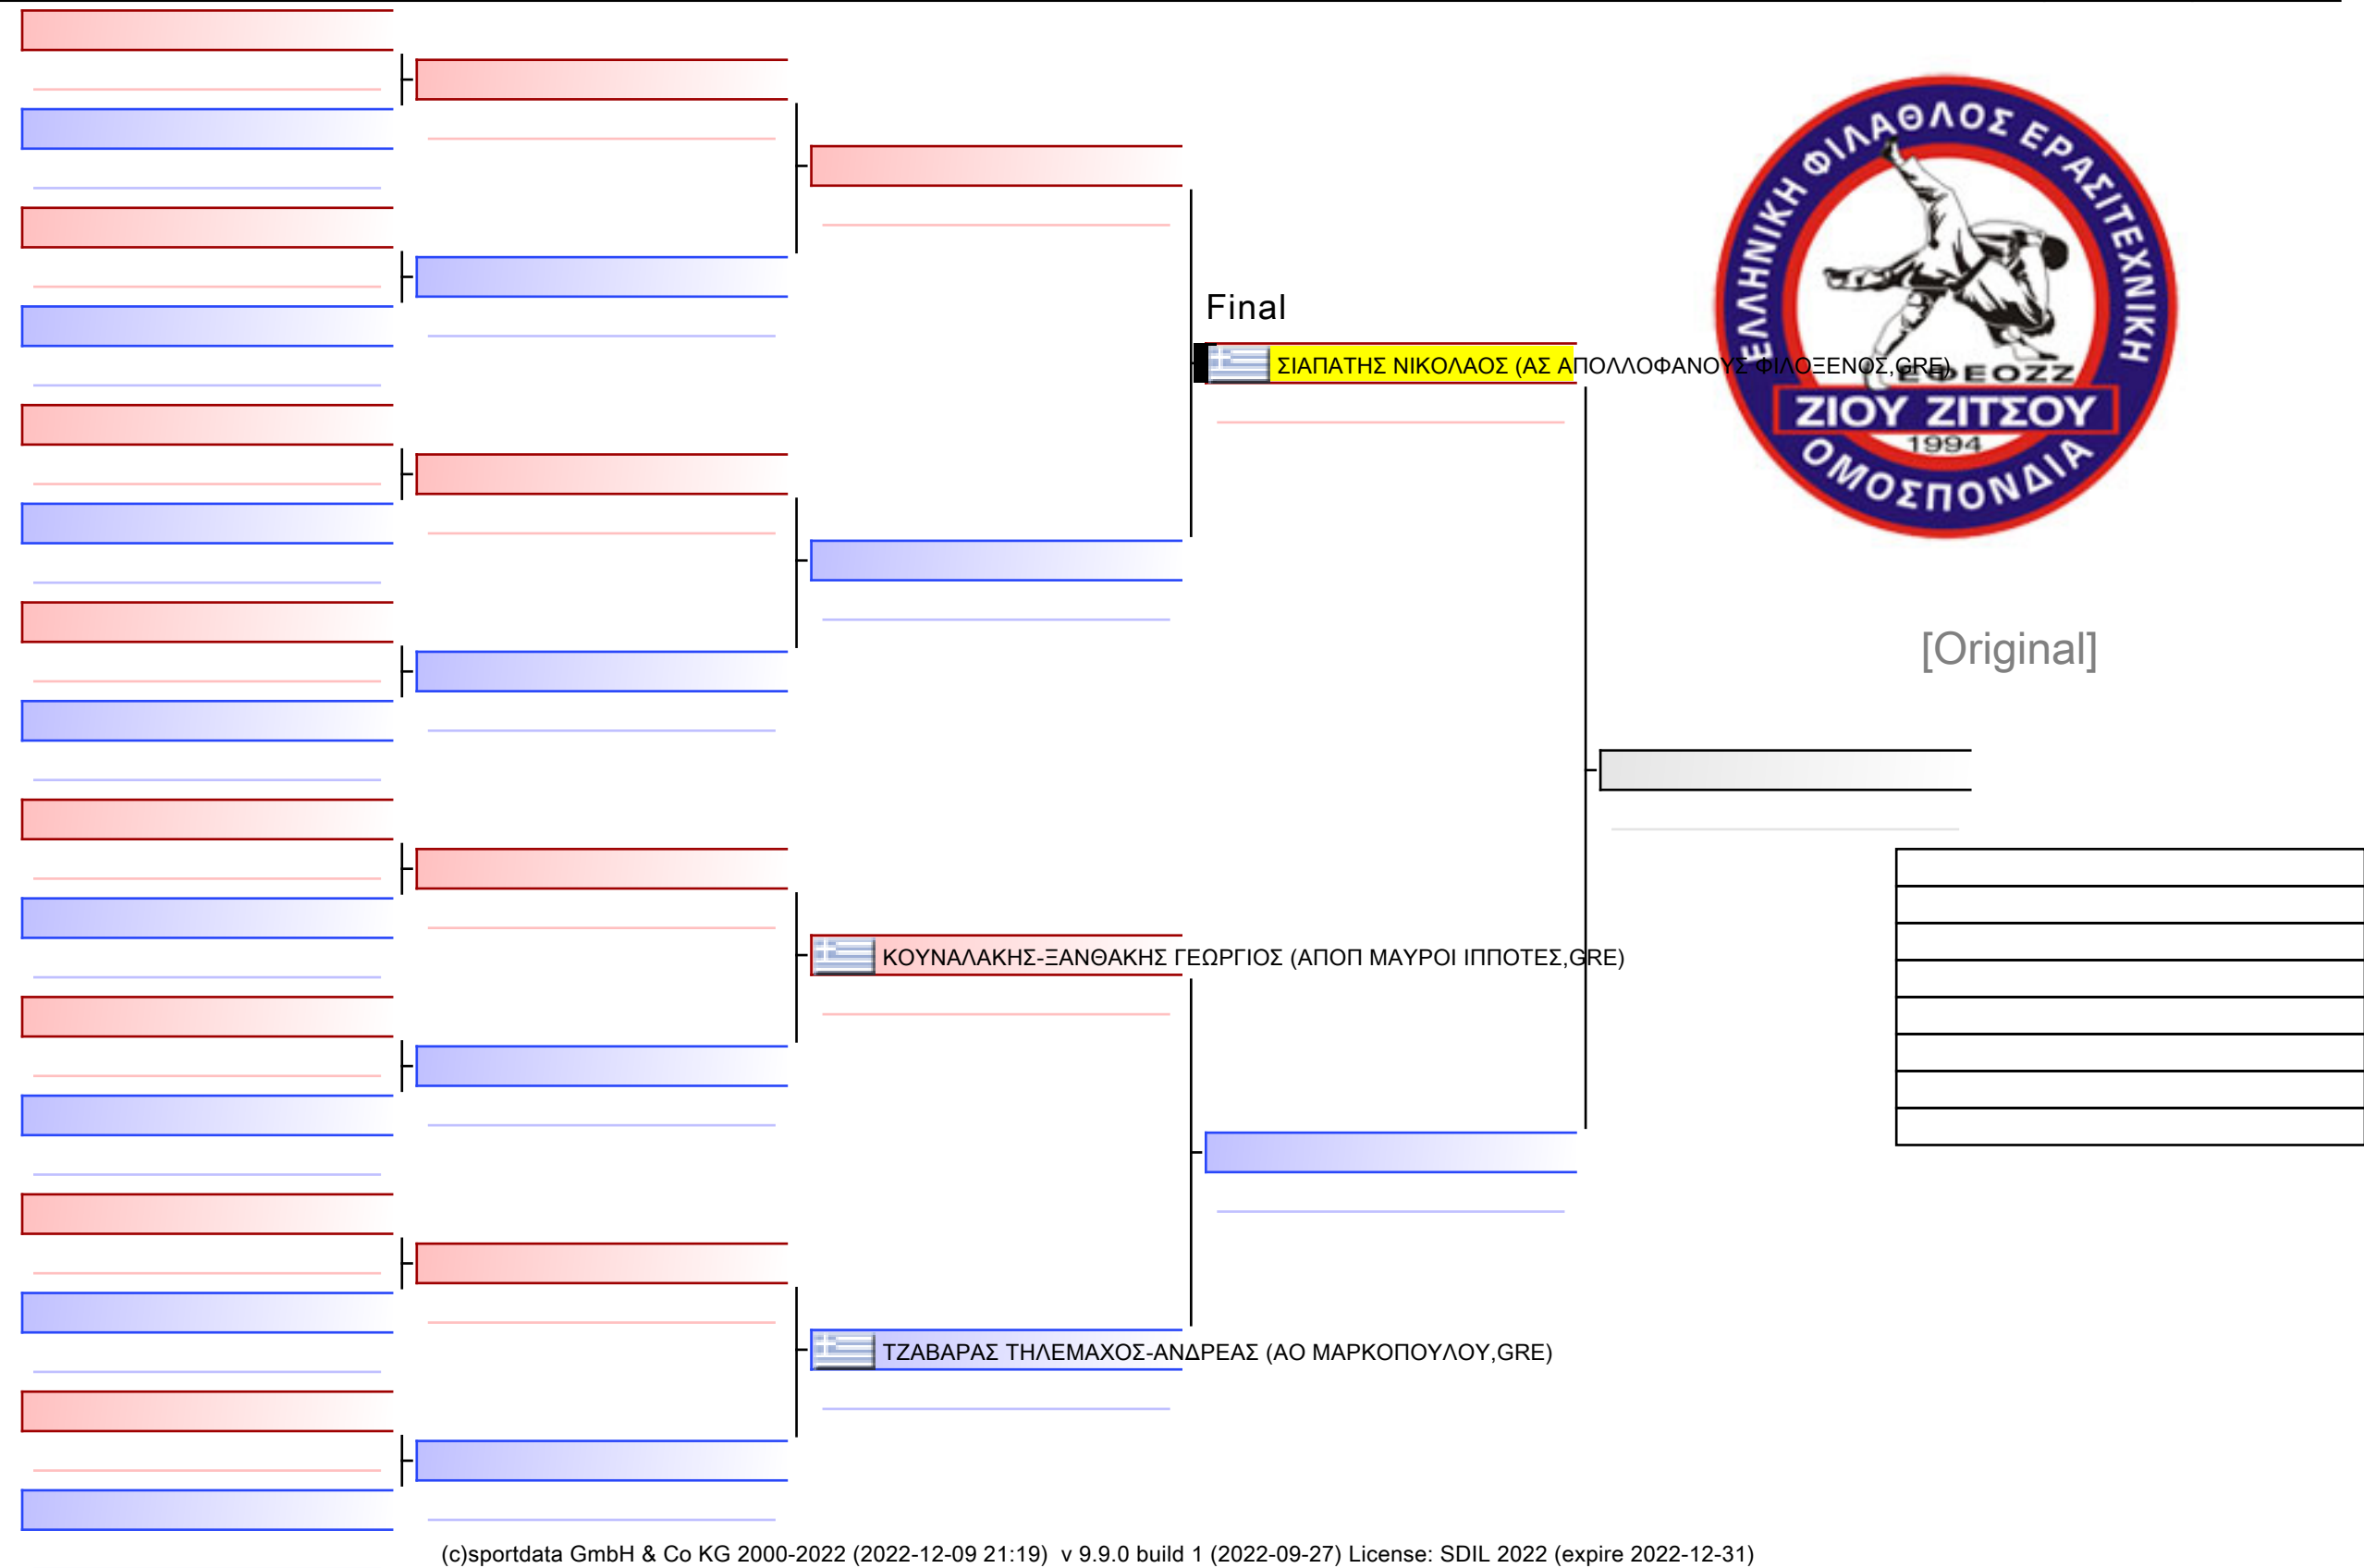 ΕΛΛΗΝΙΚΗ ΦΙΛΑΘΛΟΣ ΕΡΑΣΙΤΕΧΝΙΚΗ
Final
ΣΙΑΠΑΤΗΣ ΝΙΚΟΛΑΟΣ (ΑΣ ΑΠΟΛΛΟΦΑΝΟΥΣ ΦΙΛΟΞΕΝΟΣ,GRE)
ΕΦΕΟΖΖ
ΖΙΟΥ ΖΙΤΣΟΥ
1994
ΟΜΟΣΠΟΝΔΙΑ
[Original]
ΚΟΥΝΑΛΑΚΗΣ-ΞΑΝΘΑΚΗΣ ΓΕΩΡΓΙΟΣ (ΑΠΟΠ ΜΑΥΡΟΙ ΙΠΠΟΤΕΣ,GRE)
ΤΖΑΒΑΡΑΣ ΤΗΛΕΜΑΧΟΣ-ΑΝΔΡΕΑΣ (ΑΟ ΜΑΡΚΟΠΟΥΛΟΥ,GRE)
(c)sportdata GmbH & Co KG 2000-2022 (2022-12-09 21:19) v 9.9.0 build 1 (2022-09-27) License: SDIL 2022 (expire 2022-12-31)